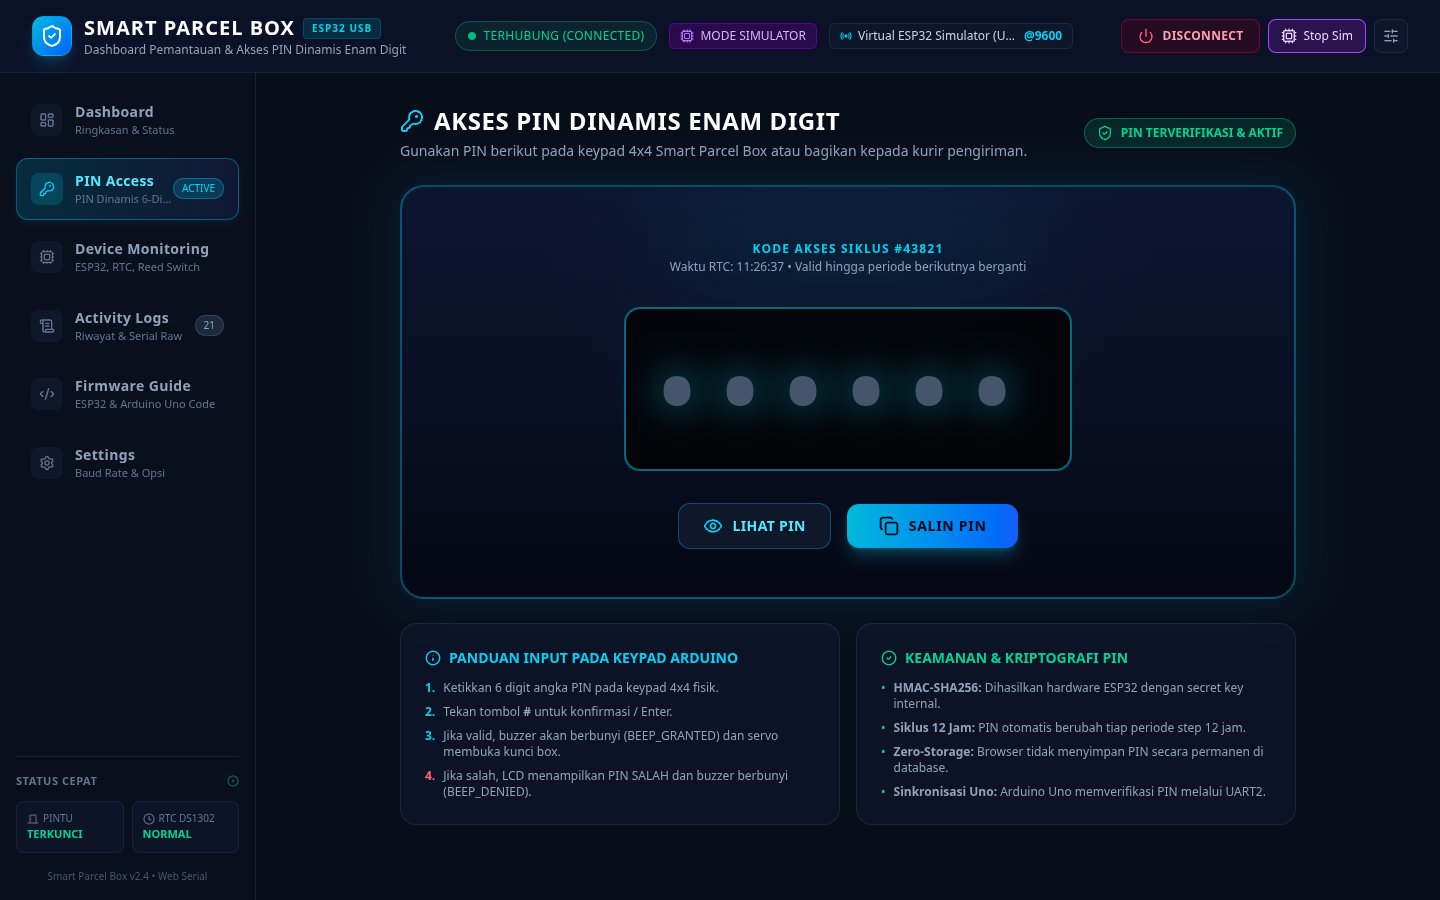 SMART PARCEL BOX
ESP32 USB
Dashboard Pemantauan & Akses PIN Dinamis Enam Digit
TERHUBUNG (CONNECTED)
MODE SIMULATOR
Virtual ESP32 Simulator (U...
@9600
DISCONNECT
Stop Sim
Dashboard
Ringkasan & Status
PIN Access
PIN Dinamis 6-Di...
ACTIVE
Device Monitoring
ESP32, RTC, Reed Switch
Activity Logs
Riwayat & Serial Raw
21
Firmware Guide
ESP32 & Arduino Uno Code
Settings
Baud Rate & Opsi
STATUS CEPAT
PINTU
TERKUNCI
RTC DS1302
NORMAL
Smart Parcel Box v2.4 • Web Serial
AKSES PIN DINAMIS ENAM DIGIT
Gunakan PIN berikut pada keypad 4x4 Smart Parcel Box atau bagikan kepada kurir pengiriman.
PIN TERVERIFIKASI & AKTIF
KODE AKSES SIKLUS #43821
Waktu RTC: 11:26:37 • Valid hingga periode berikutnya berganti
LIHAT PIN
SALIN PIN
PANDUAN INPUT PADA KEYPAD ARDUINO
1. Ketikkan 6 digit angka PIN pada keypad 4x4 fisik.
2. Tekan tombol # untuk konfirmasi / Enter.
3. Jika valid, buzzer akan berbunyi (BEEP_GRANTED) dan servo
membuka kunci box.
4. Jika salah, LCD menampilkan PIN SALAH dan buzzer berbunyi
(BEEP_DENIED).
KEAMANAN & KRIPTOGRAFI PIN
• HMAC-SHA256: Dihasilkan hardware ESP32 dengan secret key
internal.
• Siklus 12 Jam: PIN otomatis berubah tiap periode step 12 jam.
• Zero-Storage: Browser tidak menyimpan PIN secara permanen di
database.
• Sinkronisasi Uno: Arduino Uno memverifikasi PIN melalui UART2.